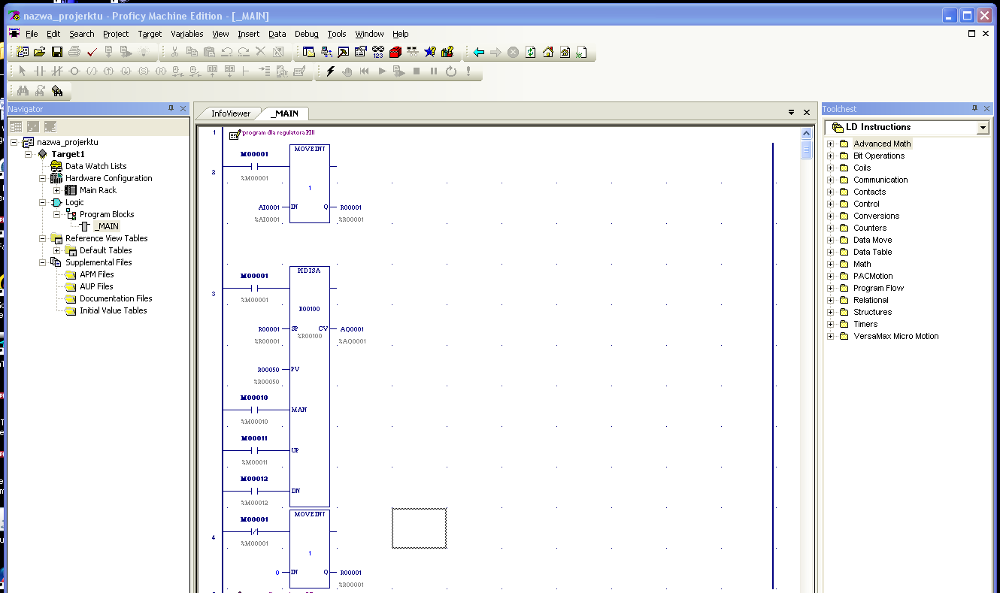 nazwa_projerktu - Proficy Machine Edition - [_MAIN]
File Edit Search Project Target Variables View Insert Data Debug Tools Window Help
123
Navigator
nazwa_projerktu
Target1
Data Watch Lists
Hardware Configuration
Main Rack
Logic
Program Blocks
_MAIN
Reference View Tables
Default Tables
Supplemental Files
APM Files
AUP Files
Documentation Files
Initial Value Tables
InfoViewer _MAIN
1 program dla regulatora PID
M00001 MOVE INT
2
%M00001
1
AI0001 IN Q R00001
%AI0001 %R00001
PID ISA
M00001
3
%M00001
R00100
R00001 SP CV AQ0001
%R00001 %R00100 %AQ0001
R00050 PV
%R00050
M00010
MAN
%M00010
M00011
UP
%M00011
M00012
DN
%M00012
M00001 MOVE INT
4
%M00001
1
0 IN Q R00001
%R00001
Toolchest
LD Instructions
Advanced Math
Bit Operations
Coils
Communication
Contacts
Control
Conversions
Counters
Data Move
Data Table
Math
PACMotion
Program Flow
Relational
Structures
Timers
VersaMax Micro Motion